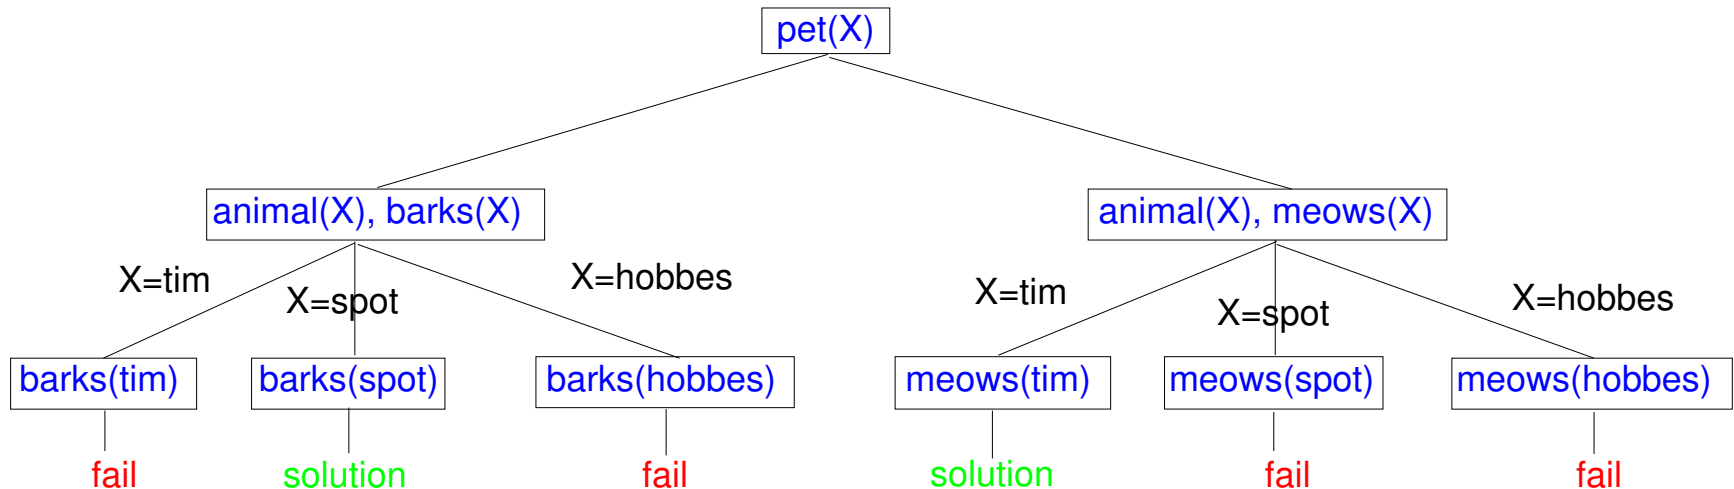 pet(X)
animal(X), barks(X)
animal(X), meows(X)
X=tim
X=spot
X=hobbes
X=tim
X=spot
X=hobbes
barks(tim)
barks(spot)
barks(hobbes)
meows(tim)
meows(spot)
meows(hobbes)
fail
solution
fail
solution
fail
fail